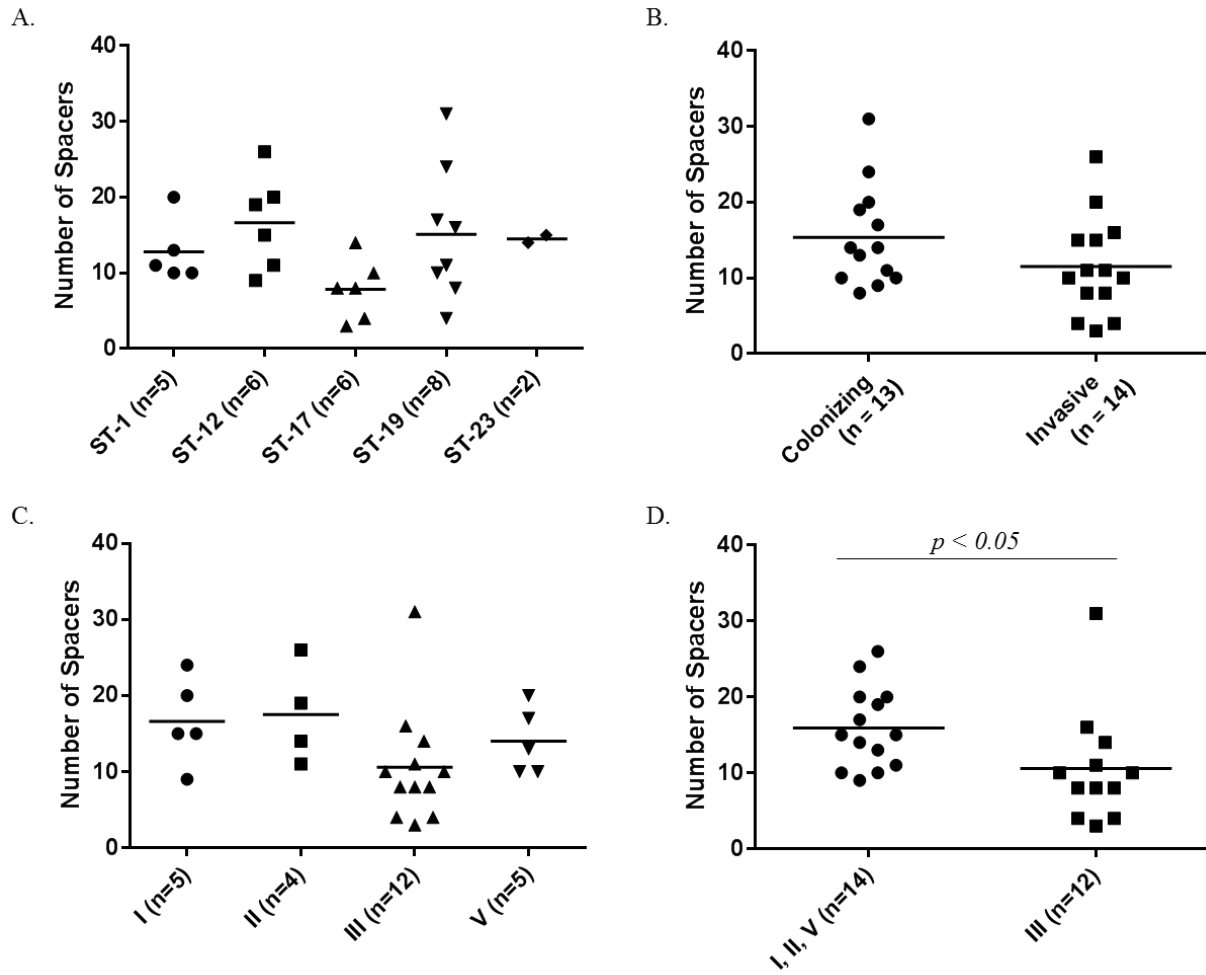 A.
Number of Spacers
40
30
20
10
0
ST-1 (n=5)
ST-12 (n=6)
ST-17 (n=6)
ST-19 (n=8)
ST-23 (n=2)
B.
Number of Spacers
40
30
20
10
0
Colonizing
(n = 13)
Invasive
(n = 14)
C.
Number of Spacers
40
30
20
10
0
I (n=5)
II (n=4)
III (n=12)
V (n=5)
D.
Number of Spacers
40
30
20
10
0
p < 0.05
I, II, V (n=14)
III (n=12)